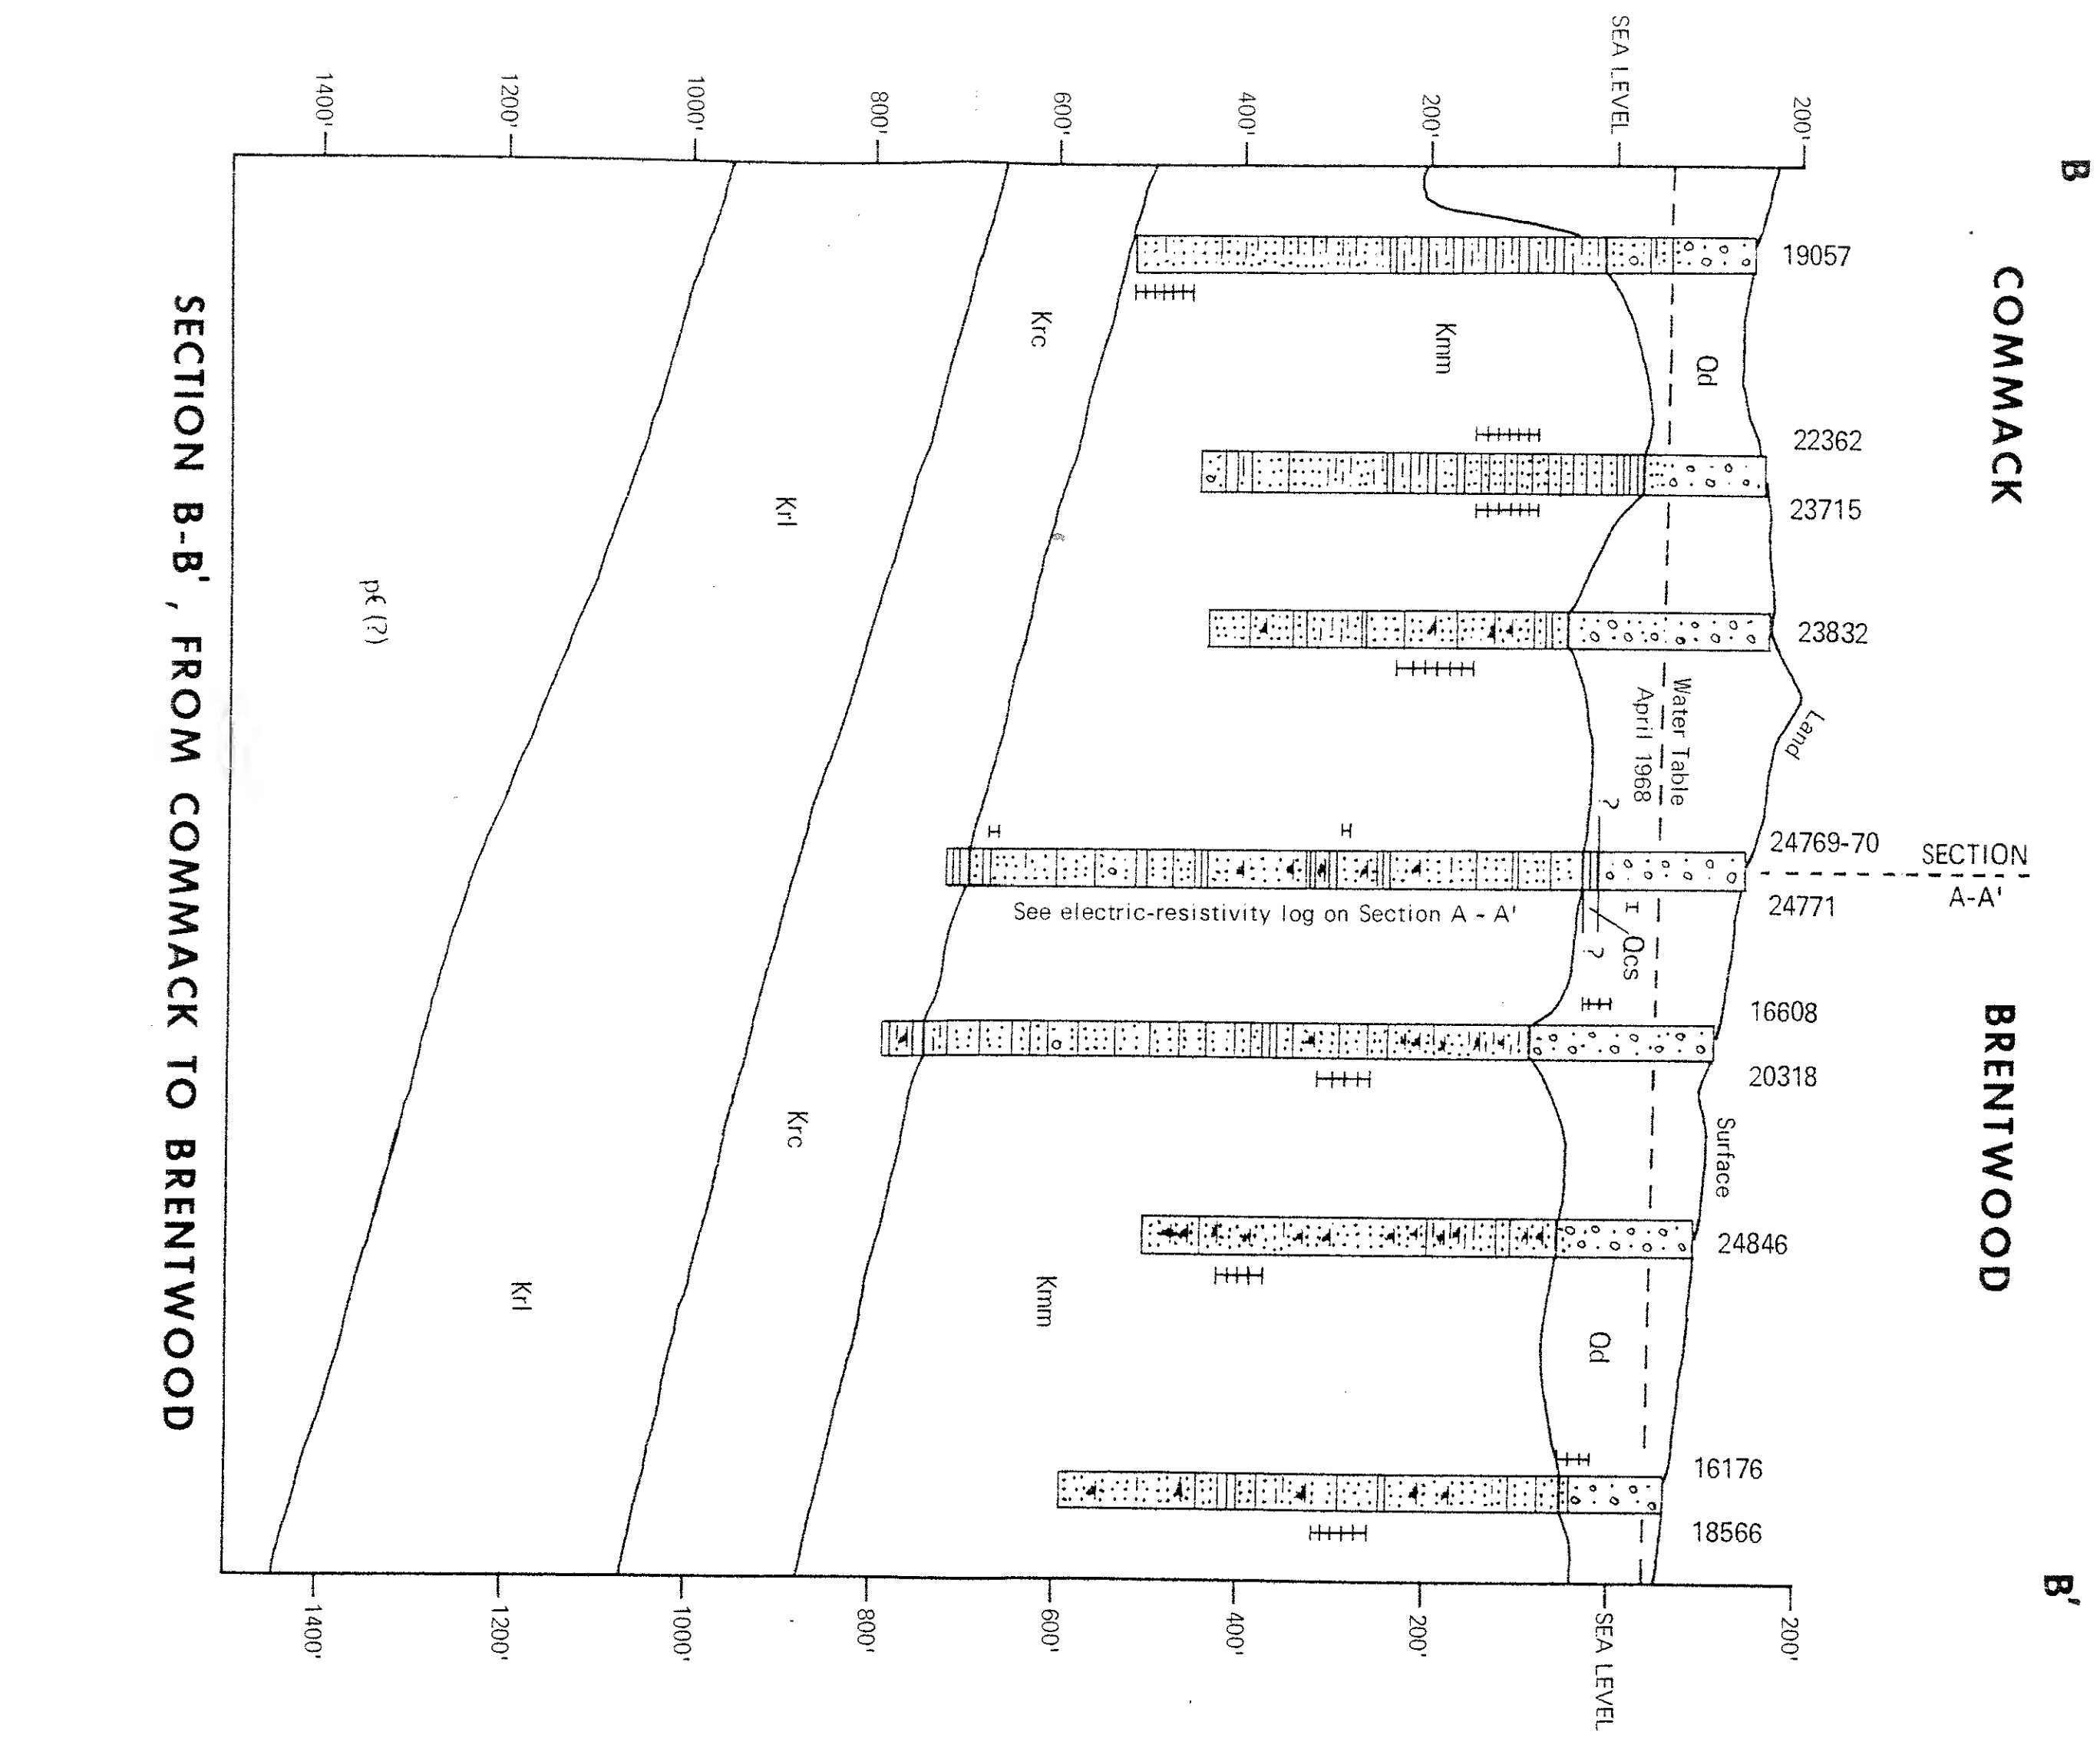 B
B'
COMMACK
BRENTWOOD
SECTION
A-A'
19057
22362
23715
23832
24769-70
24771
16608
20318
24846
16176
18566
200'
SEA LEVEL
200'
400'
600'
800'
1000'
1200'
1400'
200'
SEA LEVEL
200'
400'
600'
800'
1000'
1200'
1400'
Land
Surface
Water Table
April 1968
Qd
Qd
?
?
Qcs
Kmm
Kmm
See electric-resistivity log on Section A - A'
Krc
Krc
Krl
Krl
p€ (?)
SECTION B-B', FROM COMMACK TO BRENTWOOD